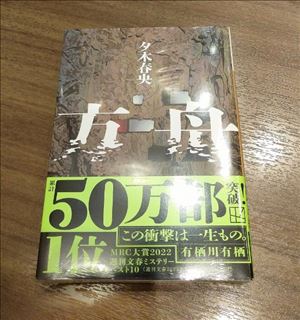 夕木春央
方舟
累計
50万部
突破!
この衝撃は一生もの。
1位
MRC大賞2022
週刊文春ミステリー
ベスト10
有栖川有栖